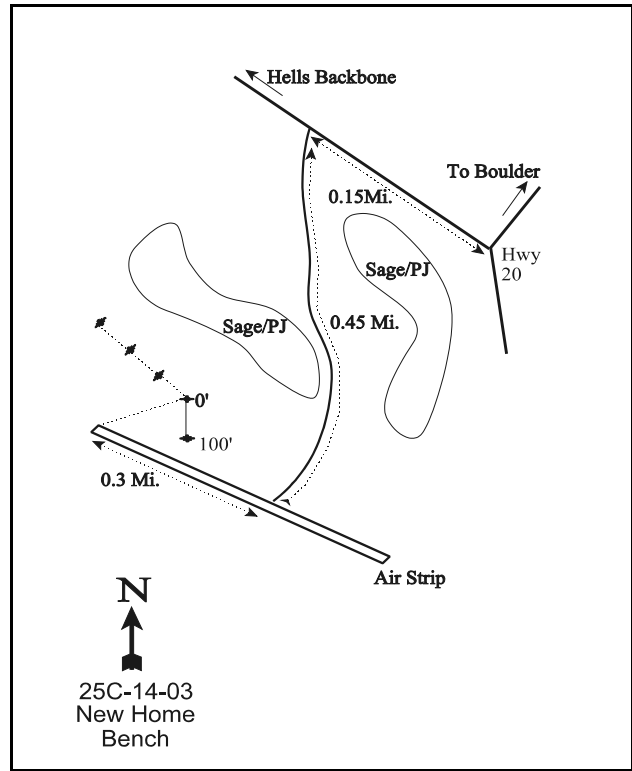 Hells Backbone
To Boulder
0.15Mi.
Hwy
20
Sage/PJ
Sage/PJ
0.45 Mi.
0'
100'
0.3 Mi.
Air Strip
N
25C-14-03
New Home
Bench